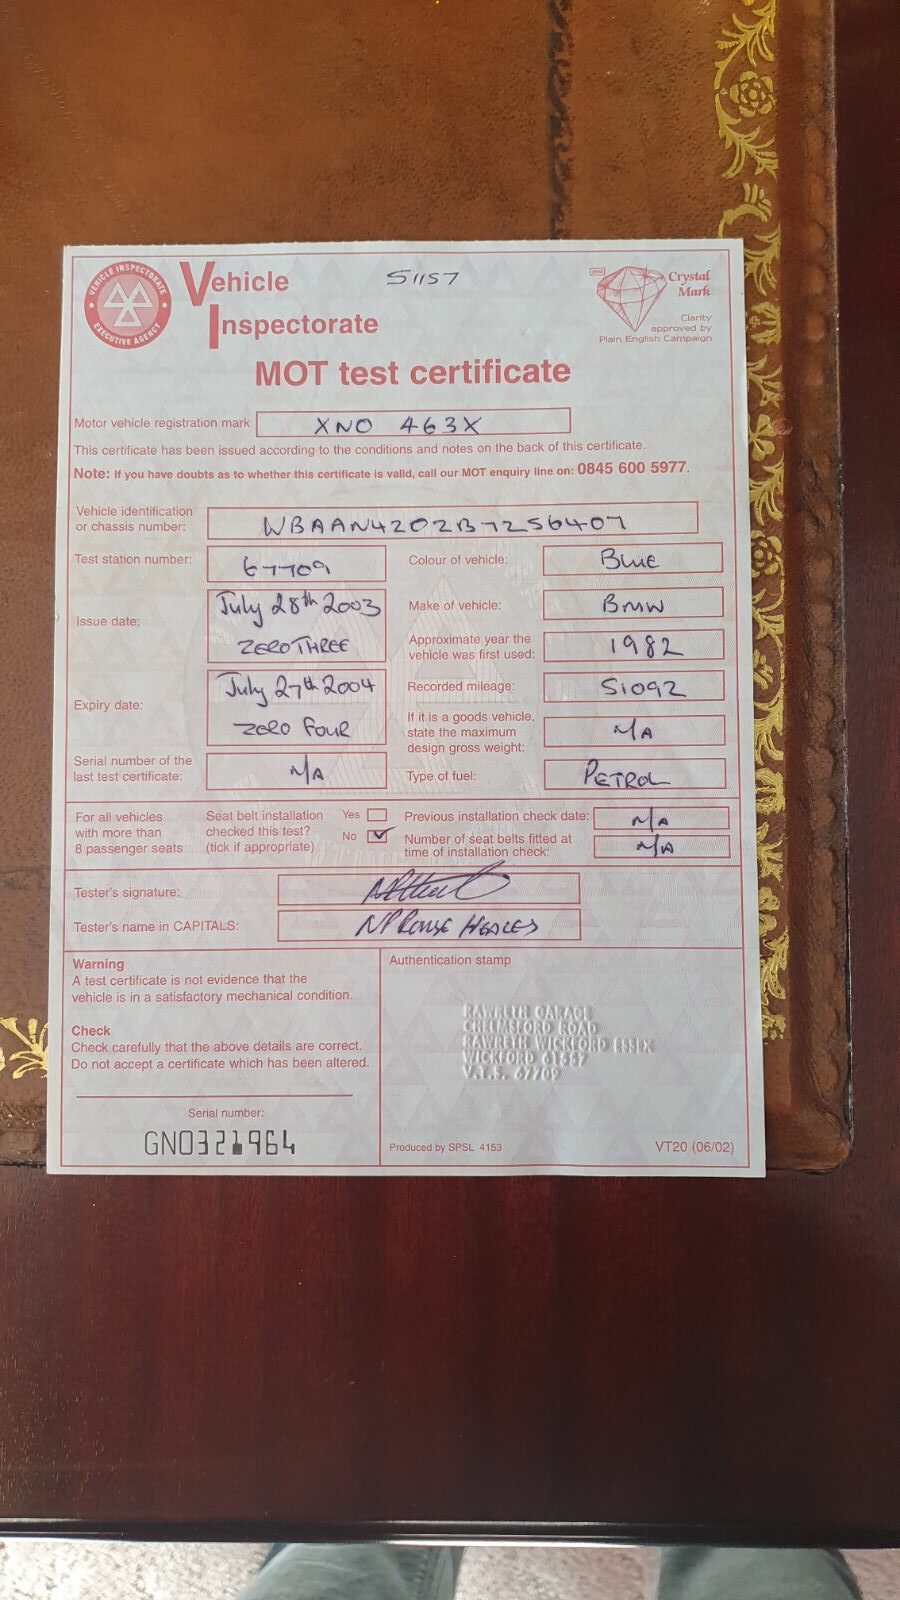 VEHICLE INSPECTORATE
EXECUTIVE AGENCY
Vehicle
Inspectorate
51157
Crystal
Mark
Clarity
approved by
Plain English Campaign
MOT test certificate
Motor vehicle registration mark XNO 463X
This certificate has been issued according to the conditions and notes on the back of this certificate.
Note: If you have doubts as to whether this certificate is valid, call our MOT enquiry line on: 0845 600 5977.
Vehicle identification
or chassis number: WBAAN4202B7256407
Test station number: 67709
Colour of vehicle: BLUE
Issue date: July 28th 2003
ZERO THREE
Make of vehicle: BMW
Approximate year the
vehicle was first used: 1982
Expiry date: July 27th 2004
ZERO FOUR
Recorded mileage: 51092
If it is a goods vehicle,
state the maximum
design gross weight: N/A
Serial number of the
last test certificate: N/A
Type of fuel: PETROL
For all vehicles
with more than
8 passenger seats
Seat belt installation
checked this test?
(tick if appropriate)
Yes
No
Previous installation check date: N/A
Number of seat belts fitted at
time of installation check: N/A
Tester's signature:
Tester's name in CAPITALS: NP
Warning
A test certificate is not evidence that the
vehicle is in a satisfactory mechanical condition.
Check
Check carefully that the above details are correct.
Do not accept a certificate which has been altered.
Serial number:
GN0321964
Authentication stamp
RAWRETH GARAGE
CHELMSFORD ROAD
RAWRETH WICKFORD ESSEX
WICKFORD
V.T.S. 67709
Produced by SPSL 4153
VT20 (06/02)